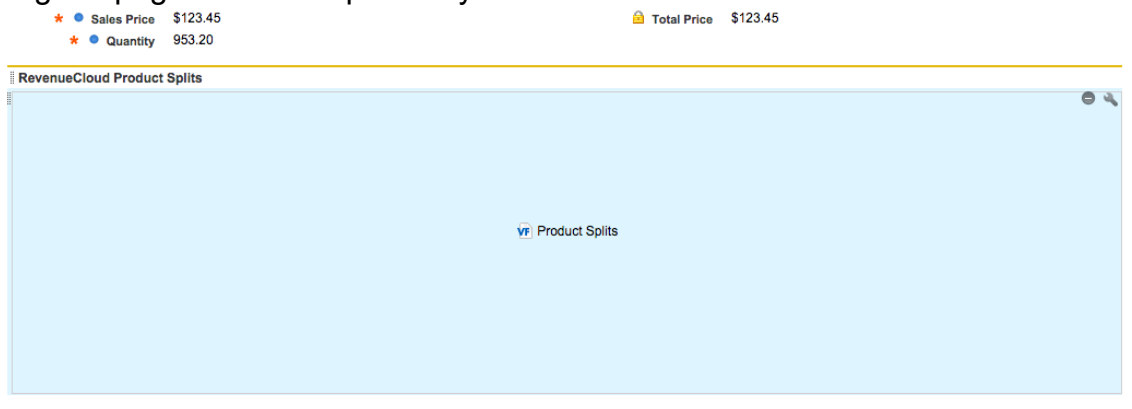 * Sales Price $123.45 Total Price $123.45
* Quantity 953.20
RevenueCloud Product Splits
VF Product Splits